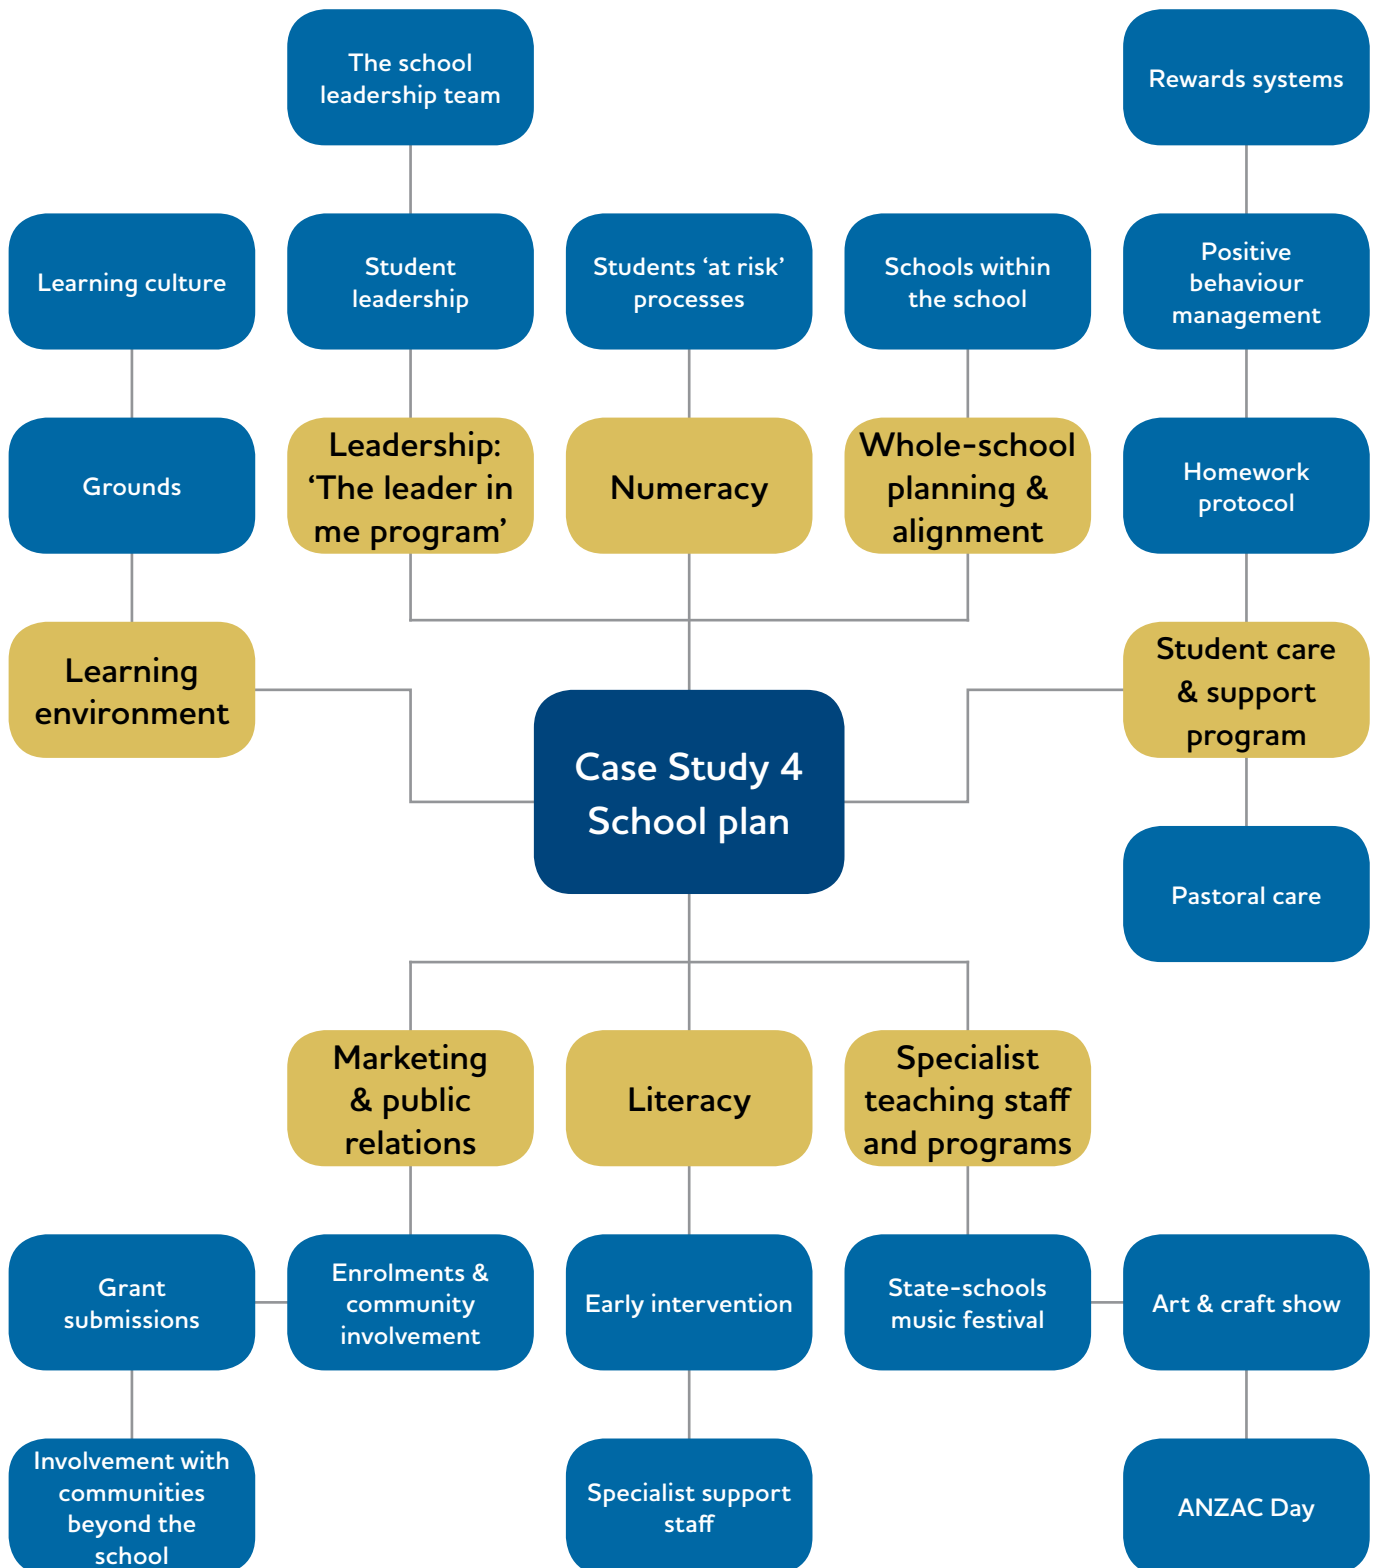 The school
leadership team
Rewards systems
Learning culture
Student
leadership
Students ‘at risk’
processes
Schools within
the school
Positive
behaviour
management
Grounds
Leadership:
‘The leader in
me program’
Numeracy
Whole-school
planning &
alignment
Homework
protocol
Learning
environment
Student care
& support
program
Case Study 4
School plan
Pastoral care
Marketing
& public
relations
Literacy
Specialist
teaching staff
and programs
Grant
submissions
Enrolments &
community
involvement
Early intervention
State-schools
music festival
Art & craft show
Involvement with
communities
beyond the
school
Specialist support
staff
ANZAC Day